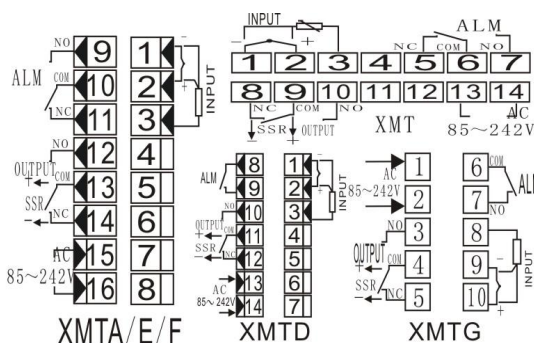 NO 9 1
ALM COM 10 2 INPUT
NC 11 3
NO 12 4
OUTPUT COM 13 5
SSR NC 14 6
AC 15 7
85～242V 16 8
XMTA/E/F
INPUT ALM
NC COM NO
1 2 3 4 5 6 7
8 9 10 11 12 13 14
NC COM NO AC
SSR OUTPUT XMT 85～242V
8 1
ALM 9 2 INPUT
NO 10 3
OUTPUT COM 11 4
SSR NC 12 5
AC 13 6
85～242V 14 7
XMTD
AC 1 6 COM ALM
85～242V 2 7 NO
NO 3 8
OUTPUT COM 4 9 INPUT
SSR NC 5 10
XMTG